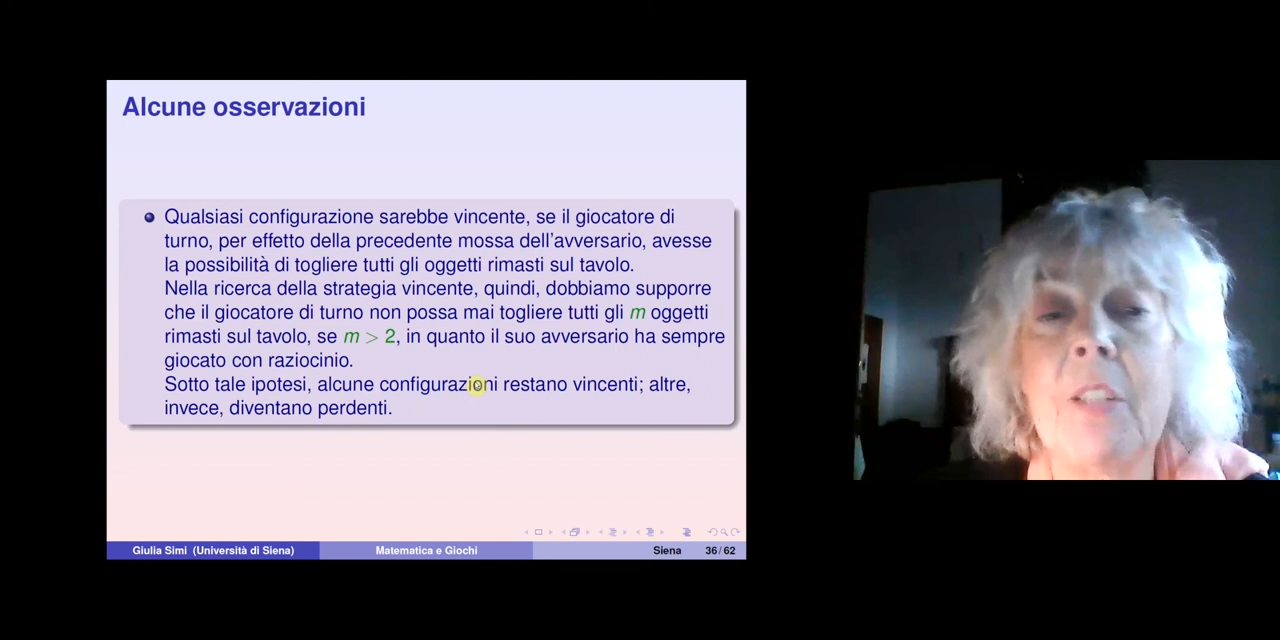 Alcune osservazioni
Qualsiasi configurazione sarebbe vincente, se il giocatore di
turno, per effetto della precedente mossa dell'avversario, avesse
la possibilità di togliere tutti gli oggetti rimasti sul tavolo.
Nella ricerca della strategia vincente, quindi, dobbiamo supporre
che il giocatore di turno non possa mai togliere tutti gli m oggetti
rimasti sul tavolo, se m > 2, in quanto il suo avversario ha sempre
giocato con raziocinio.
Sotto tale ipotesi, alcune configurazioni restano vincenti; altre,
invece, diventano perdenti.
Giulia Simi (Università di Siena) Matematica e Giochi Siena 36/62